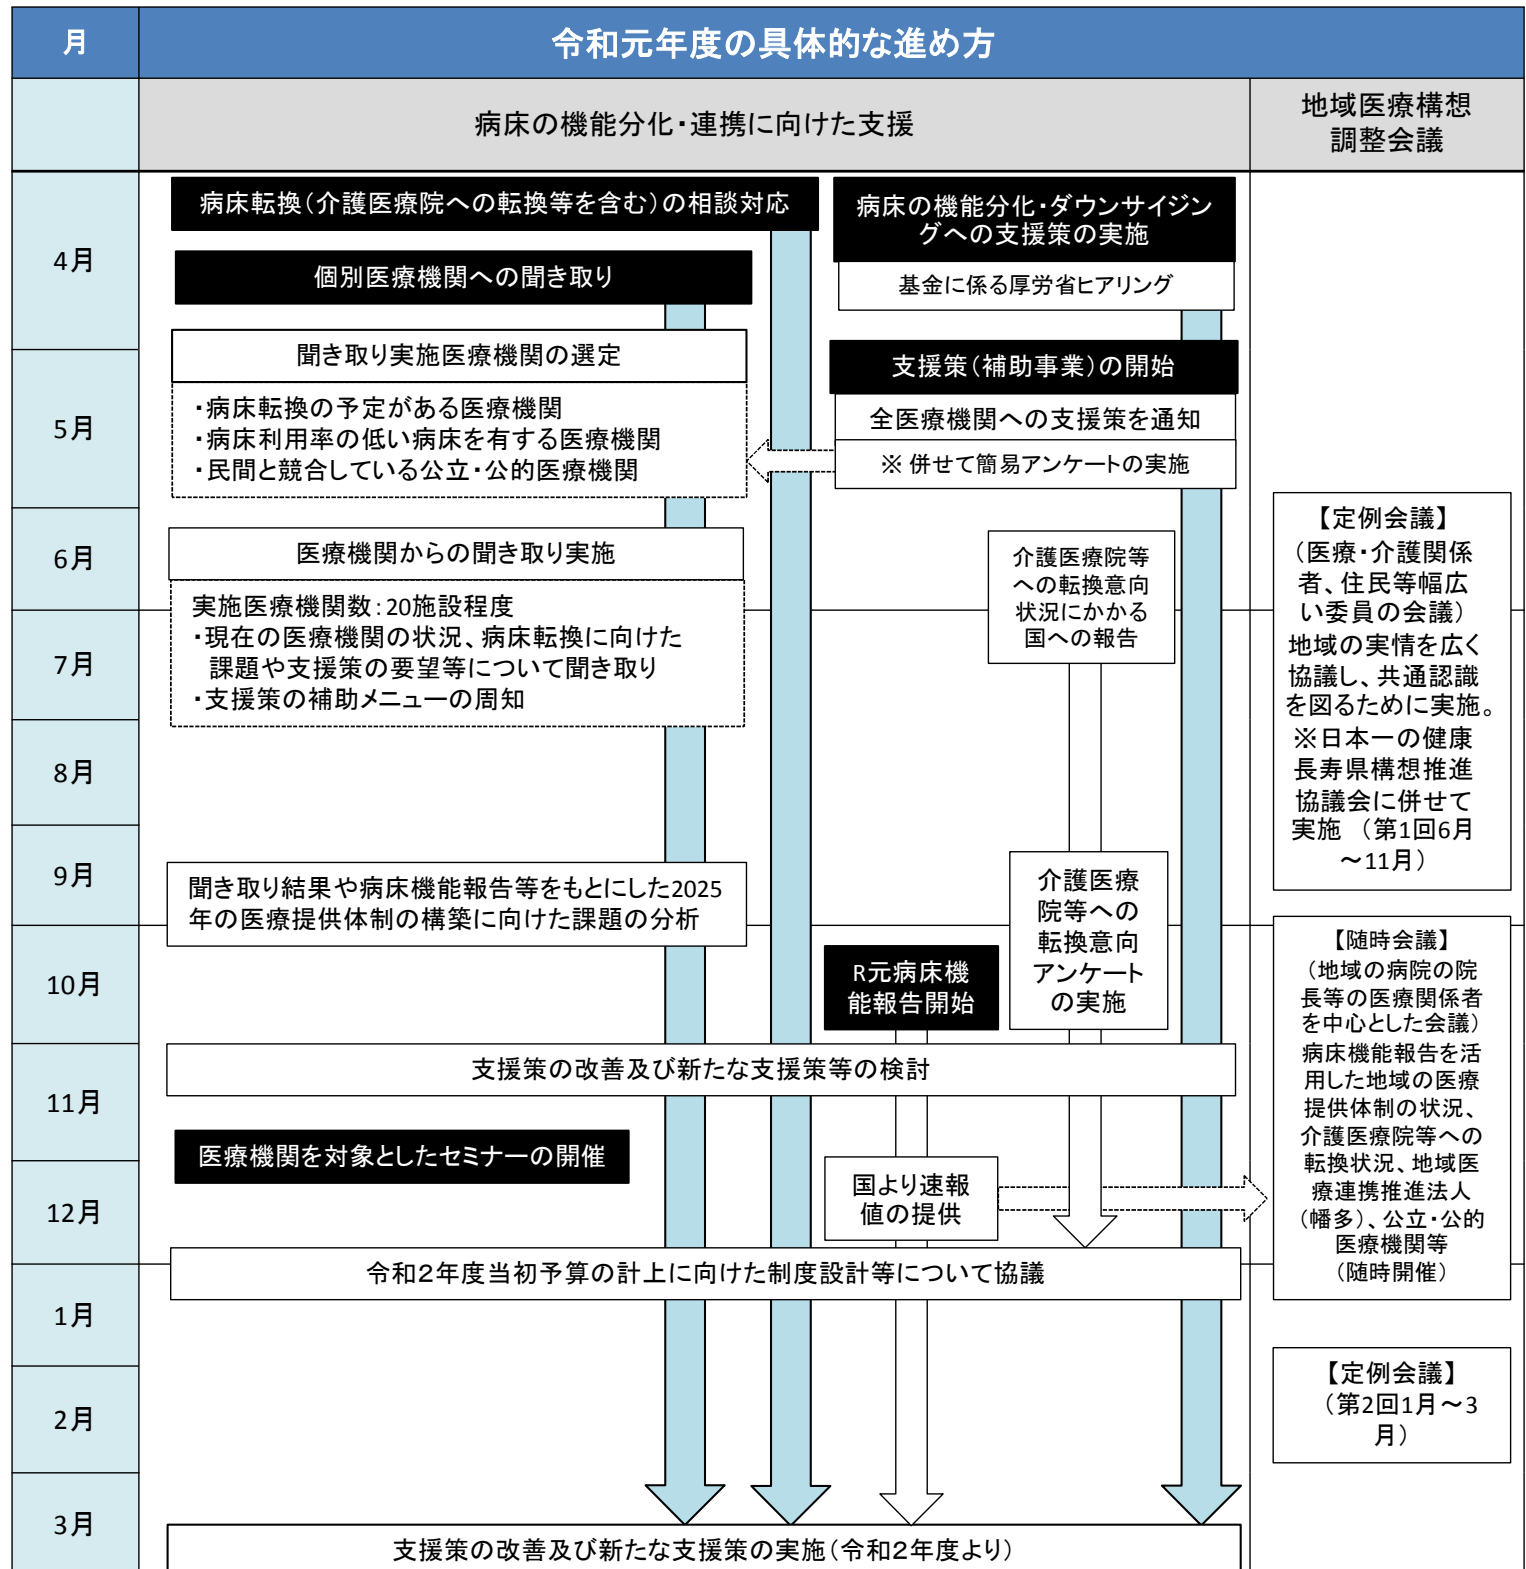 月
令和元年度の具体的な進め方
病床の機能分化・連携に向けた支援
地域医療構想
調整会議
4月
病床転換（介護医療院への転換等を含む）の相談対応
個別医療機関への聞き取り
病床の機能分化・ダウンサイジン
グへの支援策の実施
基金に係る厚労省ヒアリング
聞き取り実施医療機関の選定
支援策（補助事業）の開始
5月
・病床転換の予定がある医療機関
・病床利用率の低い病床を有する医療機関
・民間と競合している公立・公的医療機関
全医療機関への支援策を通知
※ 併せて簡易アンケートの実施
6月
医療機関からの聞き取り実施
実施医療機関数：20施設程度
・現在の医療機関の状況、病床転換に向けた
課題や支援策の要望等について聞き取り
・支援策の補助メニューの周知
介護医療院等
への転換意向
状況にかかる
国への報告
【定例会議】
（医療・介護関係
者、住民等幅広
い委員の会議）
地域の実情を広く
協議し、共通認識
を図るために実施。
※日本一の健康
長寿県構想推進
協議会に併せて
実施 （第1回6月
～11月）
7月
8月
9月
聞き取り結果や病床機能報告等をもとにした2025
年の医療提供体制の構築に向けた課題の分析
介護医療
院等への
転換意向
アンケート
の実施
10月
R元病床機
能報告開始
【随時会議】
（地域の病院の院
長等の医療関係者
を中心とした会議）
病床機能報告を活
用した地域の医療
提供体制の状況、
介護医療院等への
転換状況、地域医
療連携推進法人
（幡多）、公立・公的
医療機関等
（随時開催）
支援策の改善及び新たな支援策等の検討
11月
医療機関を対象としたセミナーの開催
12月
国より速報
値の提供
令和２年度当初予算の計上に向けた制度設計等について協議
1月
2月
【定例会議】
（第2回1月～3
月）
3月
支援策の改善及び新たな支援策の実施（令和２年度より）